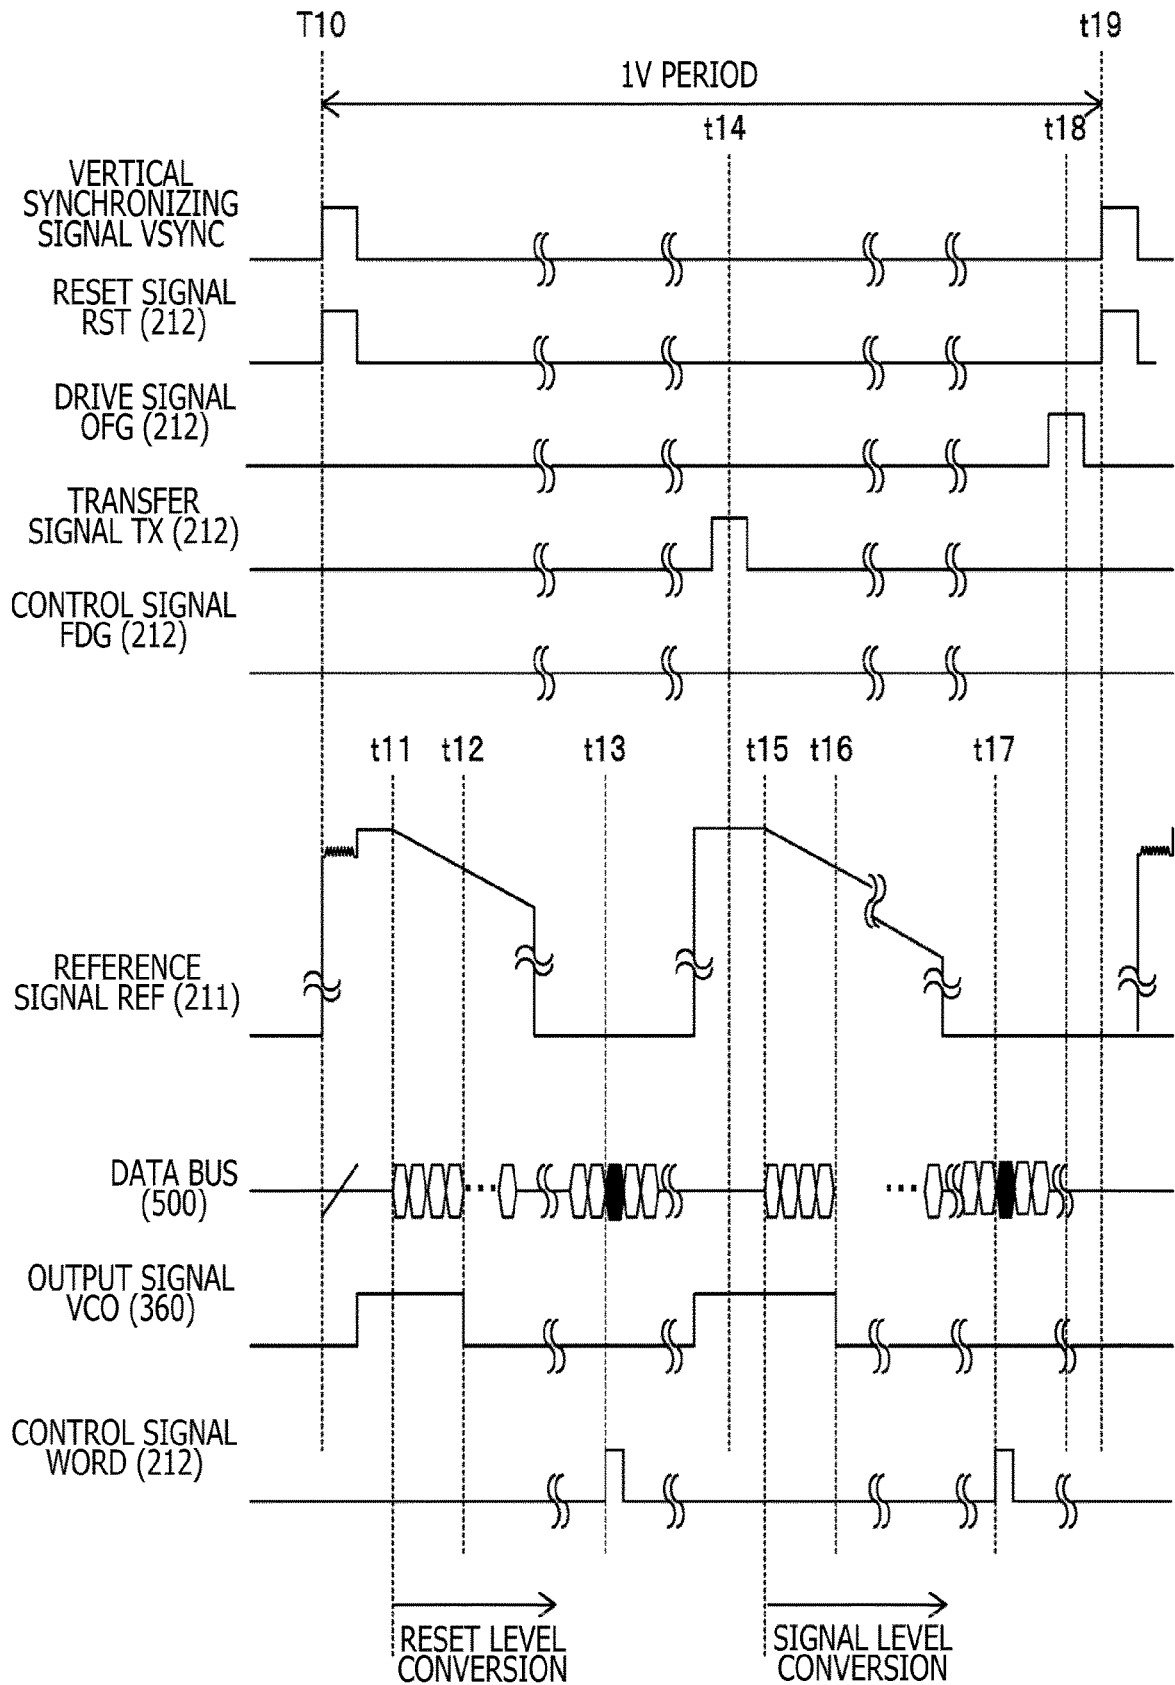 T10
t19
1V PERIOD
t14
t18
VERTICAL
SYNCHRONIZING
SIGNAL VSYNC
RESET SIGNAL
RST (212)
DRIVE SIGNAL
OFG (212)
TRANSFER
SIGNAL TX (212)
CONTROL SIGNAL
FDG (212)
t11
t12
t13
t15
t16
t17
REFERENCE
SIGNAL REF (211)
DATA BUS
(500)
OUTPUT SIGNAL
VCO (360)
CONTROL SIGNAL
WORD (212)
RESET LEVEL
CONVERSION
SIGNAL LEVEL
CONVERSION